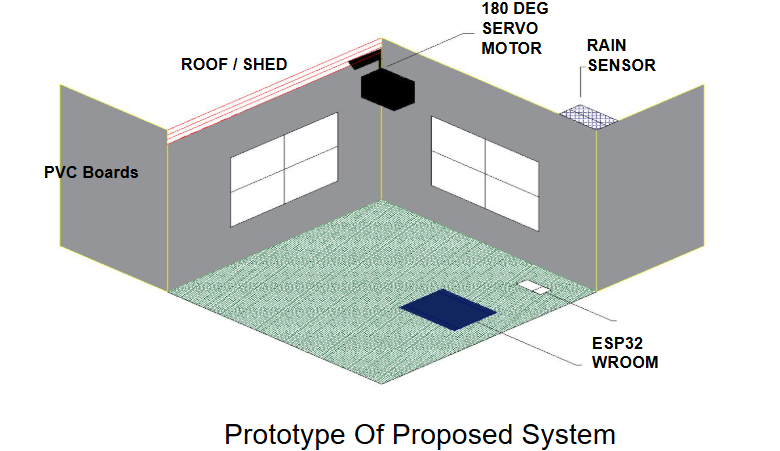 180 DEG
SERVO
MOTOR
RAIN
SENSOR
ROOF / SHED
PVC Boards
ESP32
WROOM
Prototype Of Proposed System